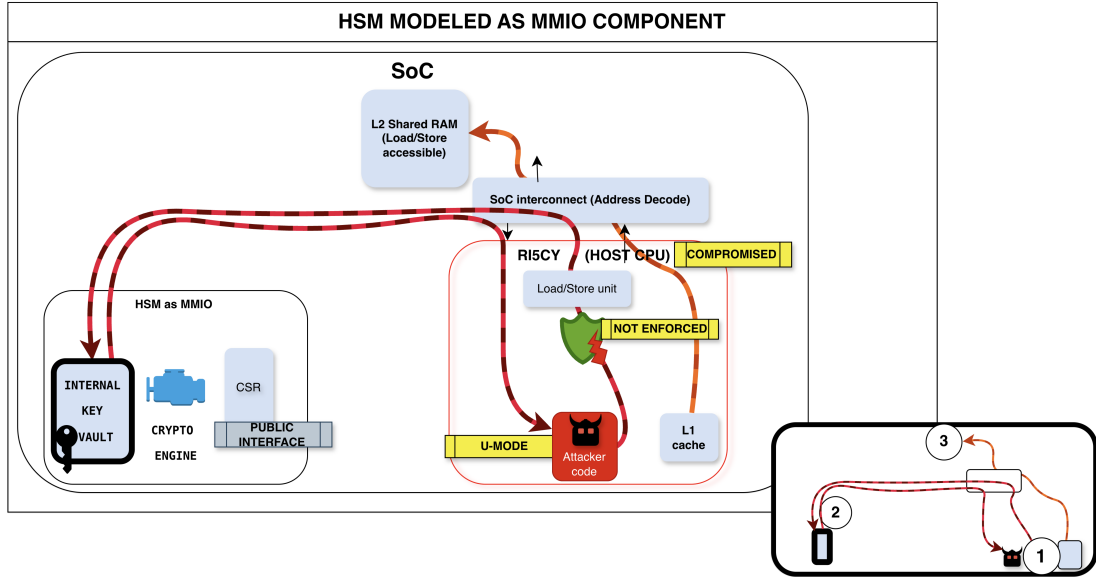 HSM MODELED AS MMIO COMPONENT
SoC
L2 Shared RAM
(Load/Store
accessible)
SoC interconnect (Address Decode)
RI5CY (HOST CPU)
COMPROMISED
Load/Store unit
HSM as MMIO
NOT ENFORCED
INTERNAL
KEY
VAULT
CRYPTO
ENGINE
CSR
PUBLIC
INTERFACE
U-MODE
Attacker
code
L1
cache
3
2
1